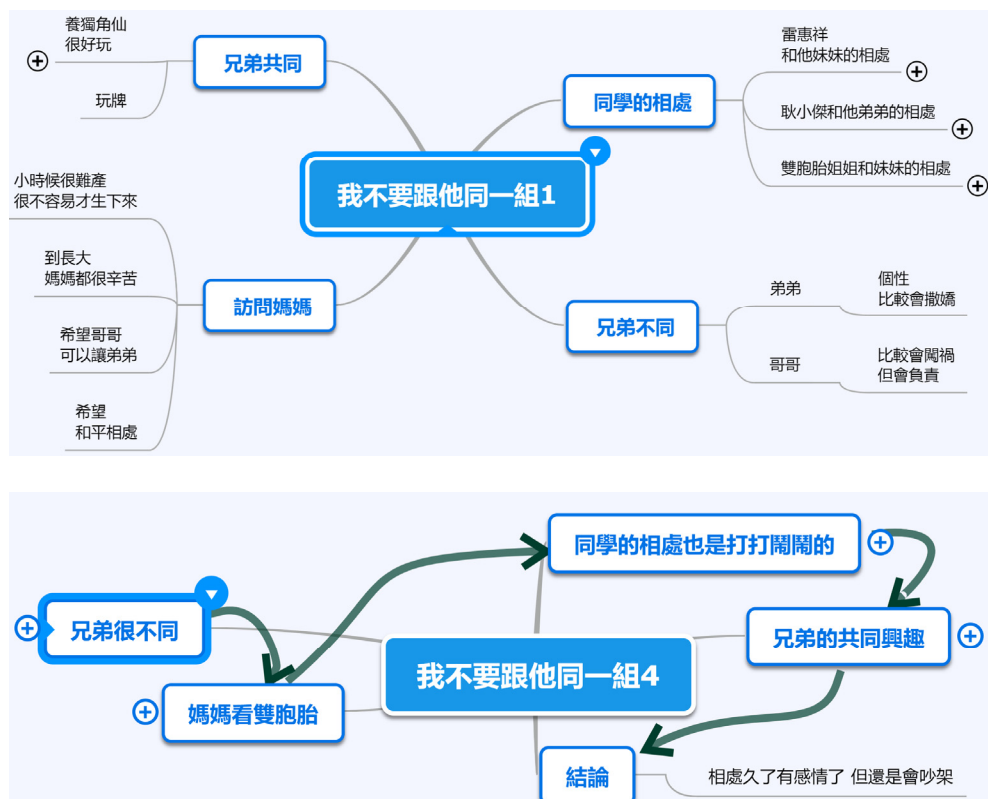 養獨角仙
很好玩
玩牌
兄弟共同
同學的相處
雷惠祥
和他妹妹的相處
耿小傑和他弟弟的相處
雙胞胎姐姐和妹妹的相處
我不要跟他同一組1
小時候很難產
很不容易才生下來
到長大
媽媽都很辛苦
希望哥哥
可以讓弟弟
希望
和平相處
訪問媽媽
兄弟不同
弟弟
個性
比較會撒嬌
哥哥
比較會闖禍
但會負責
同學的相處也是打打鬧鬧的
兄弟很不同
兄弟的共同興趣
我不要跟他同一組4
媽媽看雙胞胎
結論
相處久了有感情了 但還是會吵架